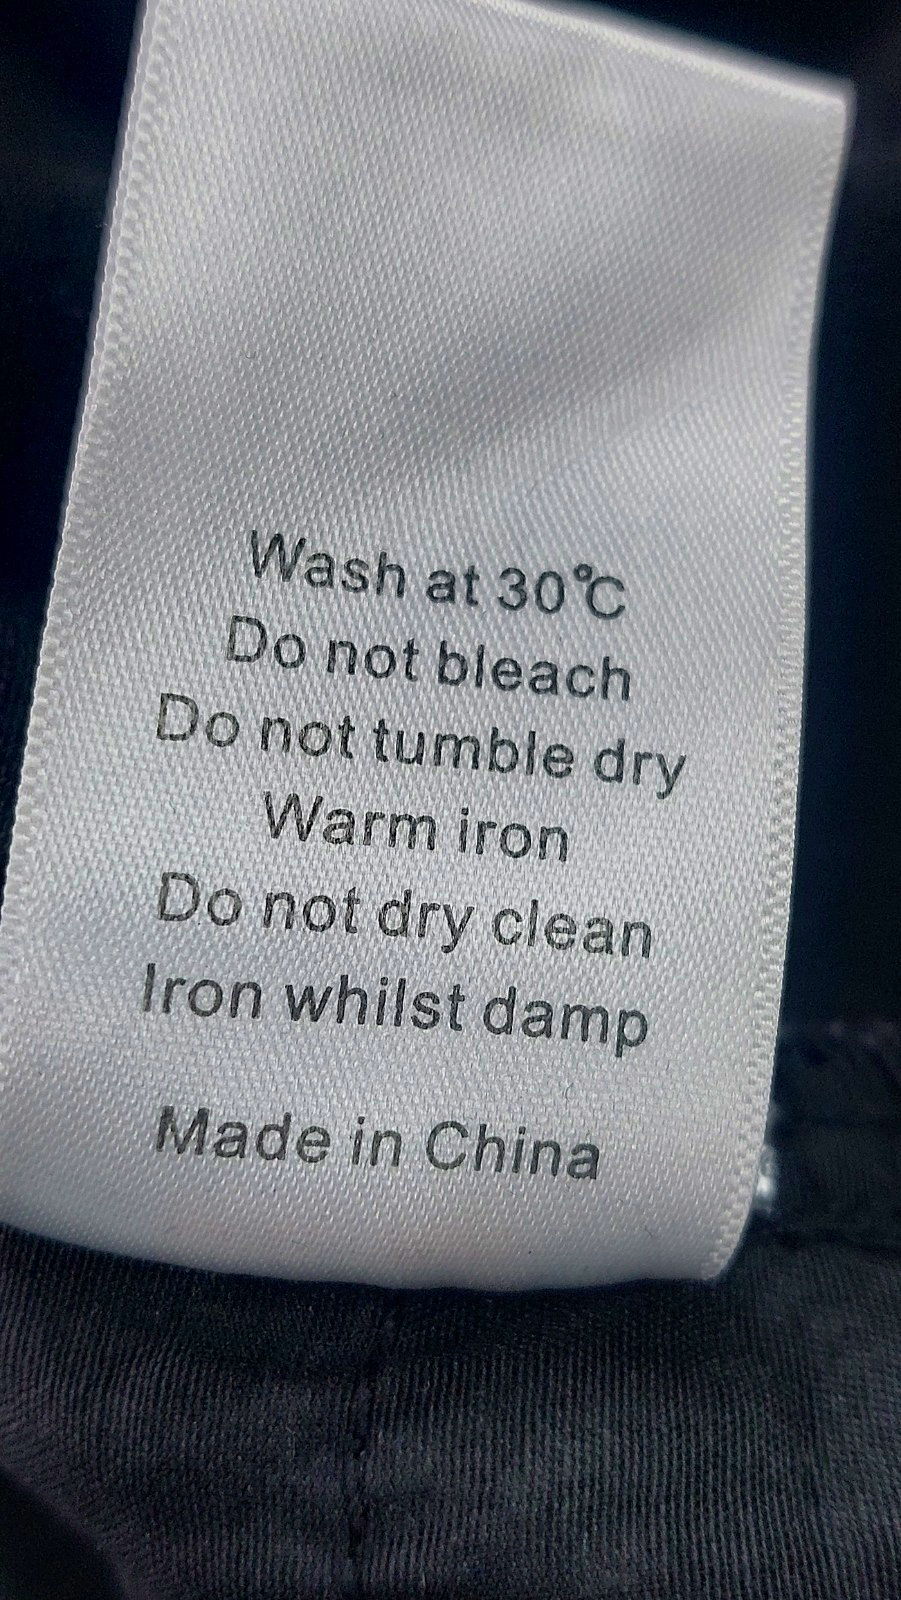 Wash at 30°C
Do not bleach
Do not tumble dry
Warm iron
Do not dry clean
Iron whilst damp
Made in China